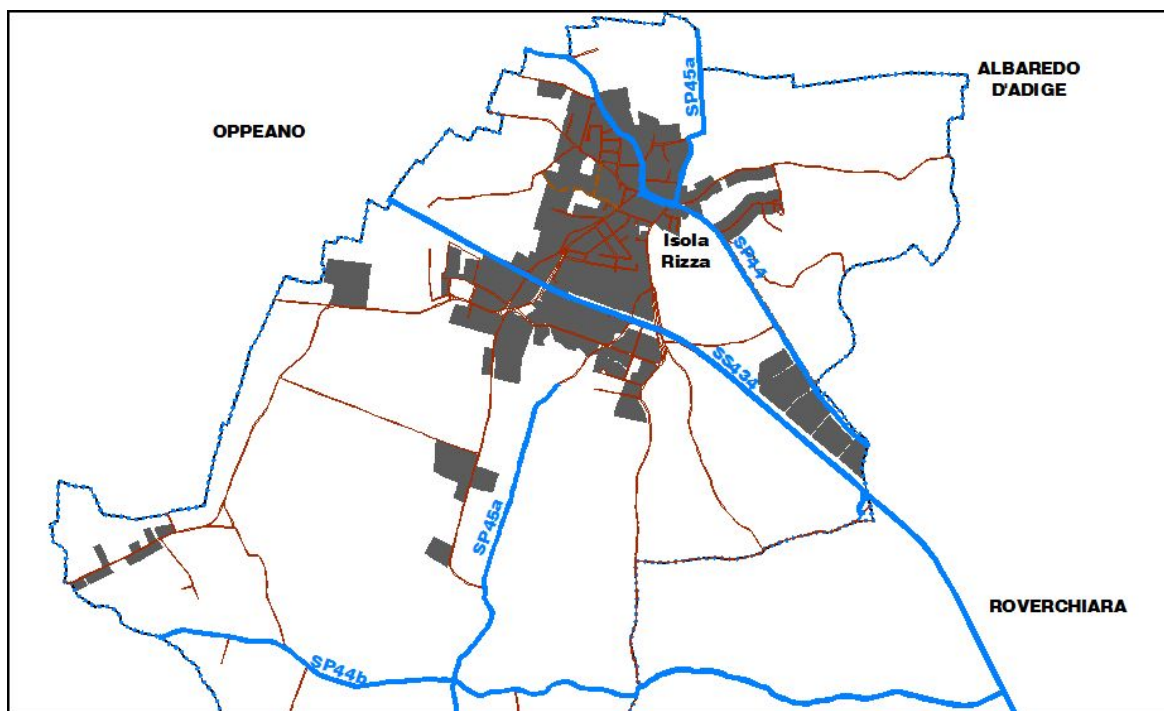 SP45a
ALBAREDO
D'ADIGE
OPPEANO
Isola
Rizza
SP44
SS434
SP45a
ROVERCHIARA
SP44b